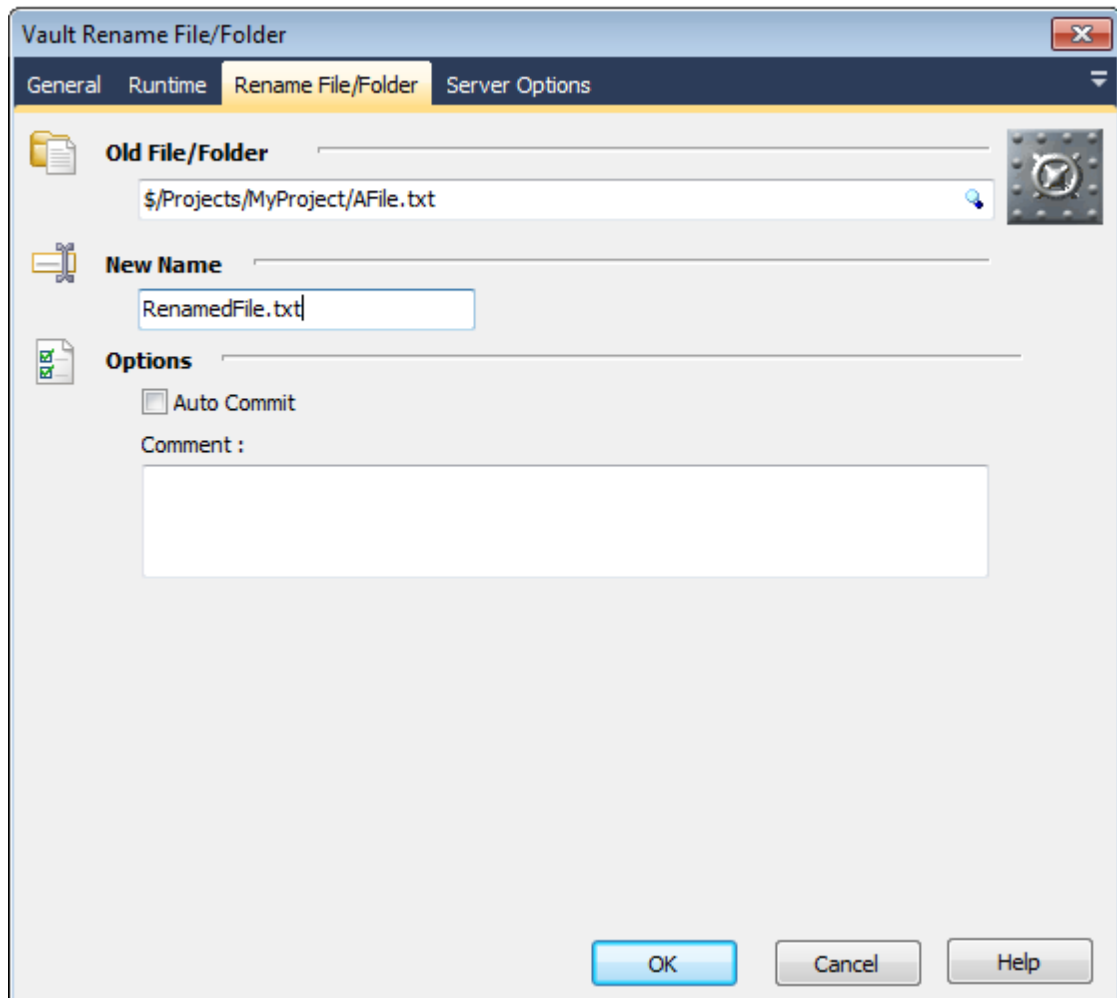 Vault Rename File/Folder
General Runtime Rename File/Folder Server Options
Old File/Folder
$/Projects/MyProject/AFile.txt
New Name
RenamedFile.txt
Options
Auto Commit
Comment :
OK Cancel Help